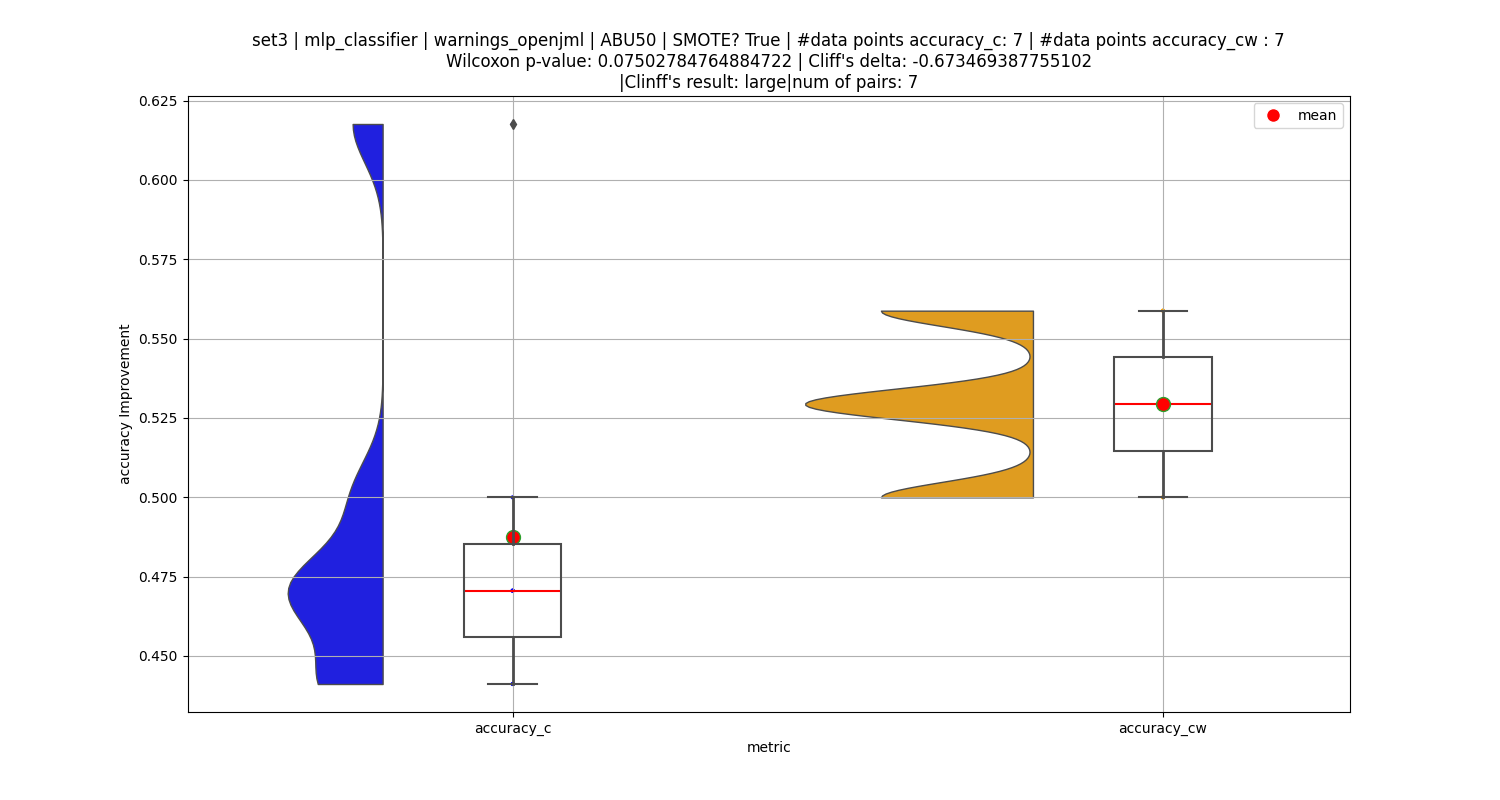 set3 | mlp_classifier | warnings_openjml | ABU50 | SMOTE? True | #data points accuracy_c: 7 | #data points accuracy_cw : 7
Wilcoxon p-value: 0.07502784764884722 | Cliff's delta: -0.673469387755102
|Clinff's result: large|num of pairs: 7
mean
0.625
0.600
0.575
0.550
0.525
0.500
0.475
0.450
accuracy Improvement
accuracy_c
accuracy_cw
metric